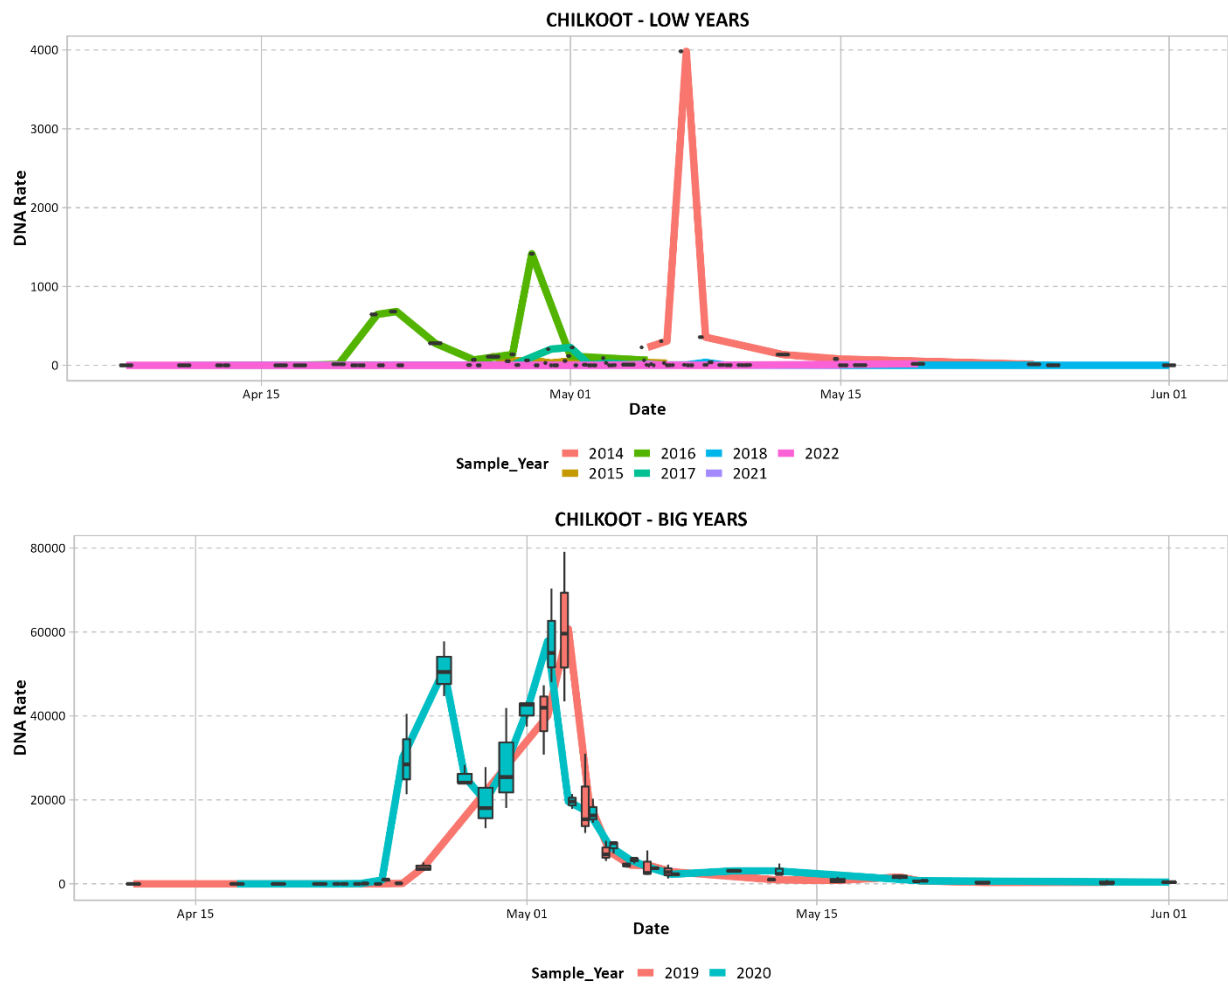 CHILKOOT - LOW YEARS
4000
3000
2000
1000
0
DNA Rate
Apr 15
May 01
May 15
Jun 01
Date
Sample_Year
2014 2016 2018 2022
2015 2017 2021
CHILKOOT - BIG YEARS
80000
60000
40000
20000
0
DNA Rate
Apr 15
May 01
May 15
Jun 01
Date
Sample_Year 2019 2020